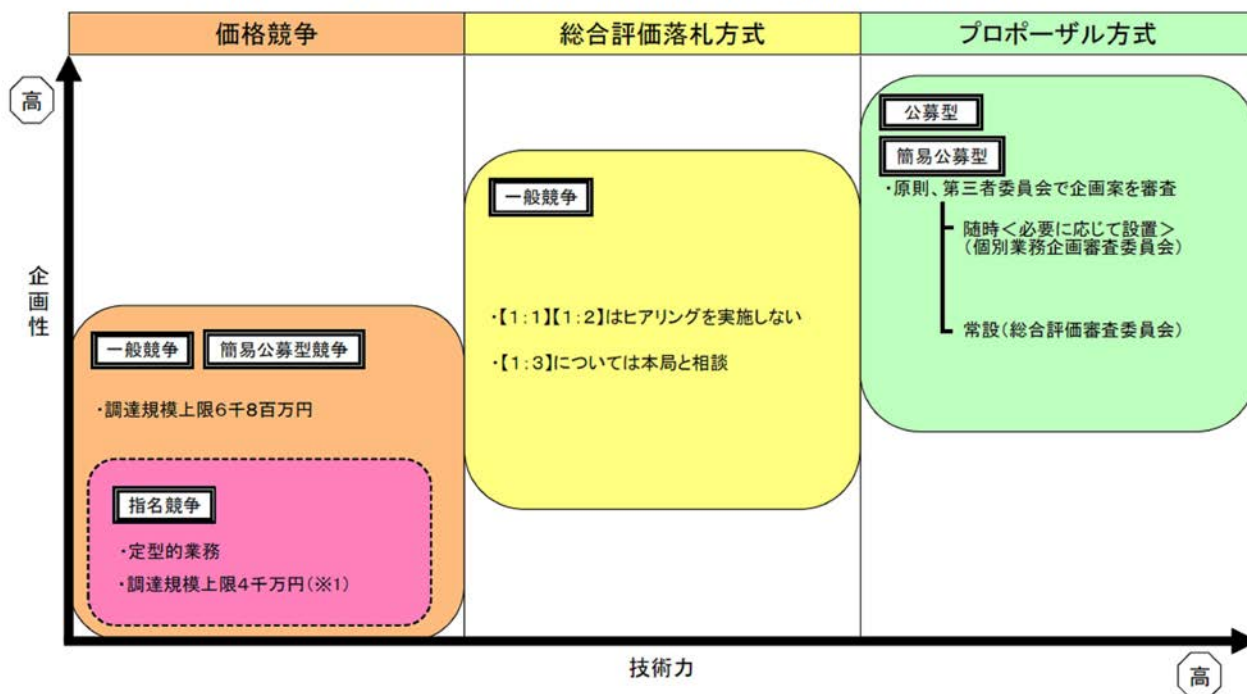 価格競争
総合評価落札方式
プロポーザル方式
高
企画性
公募型
簡易公募型
・原則、第三者委員会で企画案を審査
随時＜必要に応じて設置＞
(個別業務企画審査委員会)
常設(総合評価審査委員会)
一般競争
・【1:1】【1:2】はヒアリングを実施しない
・【1:3】については本局と相談
一般競争
簡易公募型競争
・調達規模上限6千8百万円
指名競争
・定型的業務
・調達規模上限4千万円(※1)
技術力
高